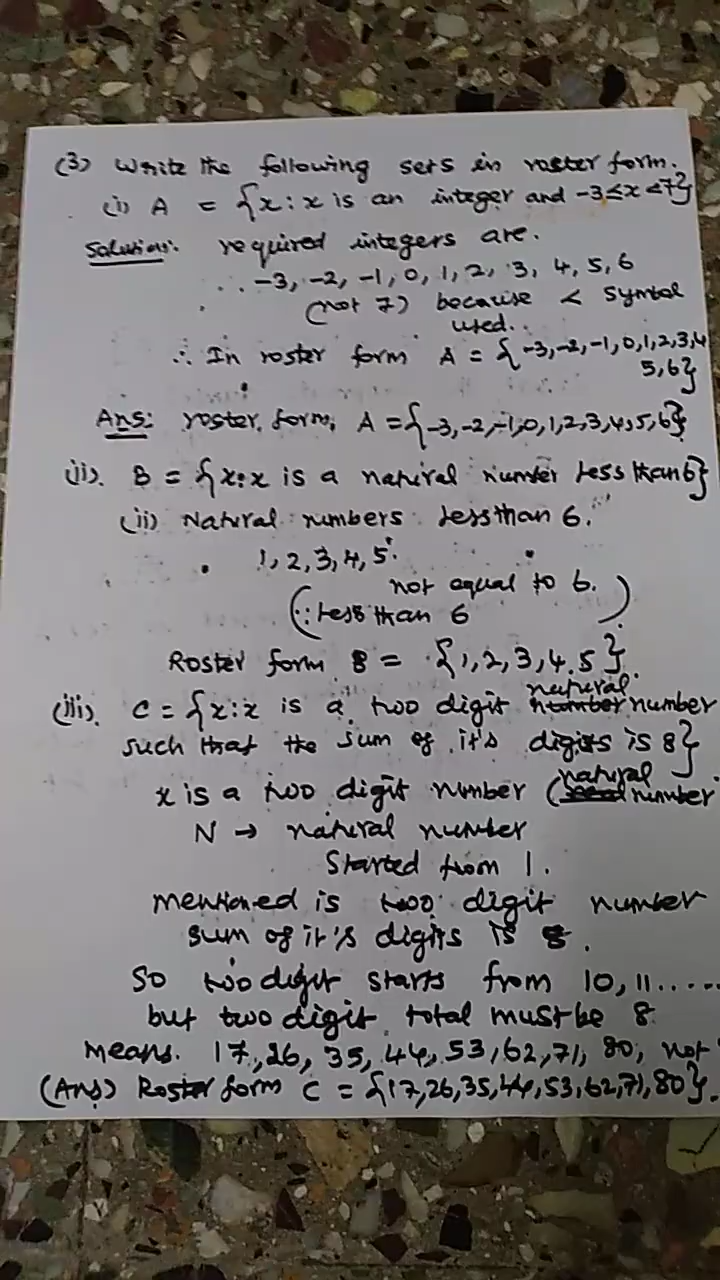 (3) Write the following sets in roster form.
(i) A = {x : x is an integer and -3≤x<7}
Solution: required integers are.
∴ -3, -2, -1, 0, 1, 2, 3, 4, 5, 6
(not 7) because < symbol
used.
∴ In roster form A = {-3,-2,-1,0,1,2,3,4
5,6}
Ans: roster form, A = {-3,-2,-1,0,1,2,3,4,5,6}
(ii). B = {x:x is a natural number less than 6}
(ii) Natural numbers less than 6.
1, 2, 3, 4, 5.
not equal to 6.
(∵ less than 6 )
Roster form B = {1,2,3,4.5}.
natural
(iii). C = {x:x is a two digit number number
such that the sum of it's digits is 8}
natural
x is a two digit number ( number
N → natural number
Started from 1.
mentioned is two digit number
sum of it's digits is 8.
So two digit starts from 10, 11.....
but two digit total must be 8
means. 17, 26, 35, 44, 53, 62, 71, 80, not
(Ans) Roster form C = {17,26,35,44,53,62,71,80}.